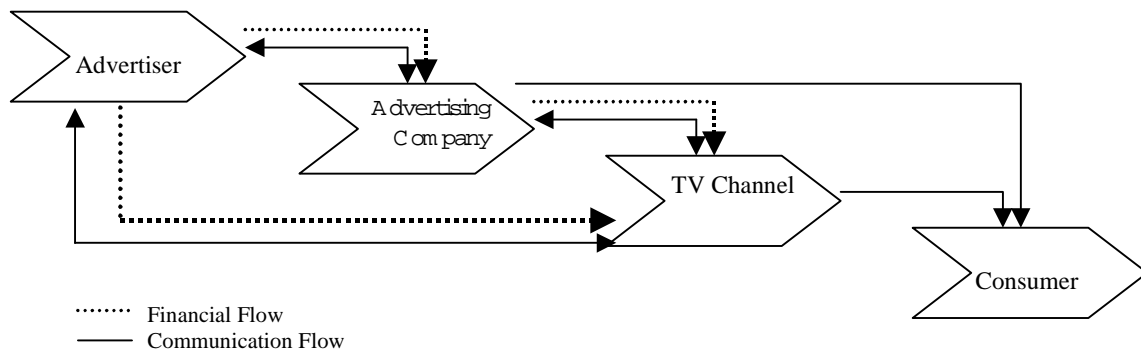 Advertiser
Advertising
Company
TV Channel
Consumer
Financial Flow
Communication Flow